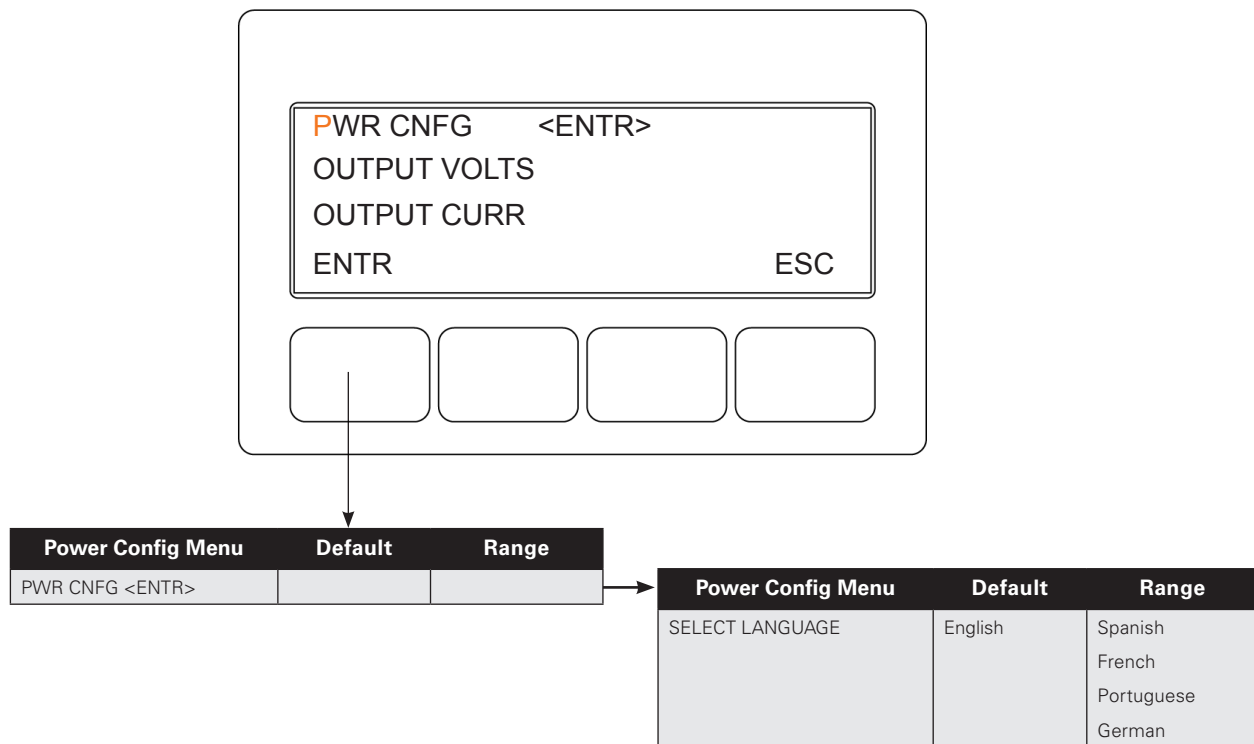 PWR CNFG <ENTR>
OUTPUT VOLTS
OUTPUT CURR
ENTR ESC
Power Config Menu Default Range
PWR CNFG <ENTR>
Power Config Menu Default Range
SELECT LANGUAGE English Spanish
French
Portuguese
German